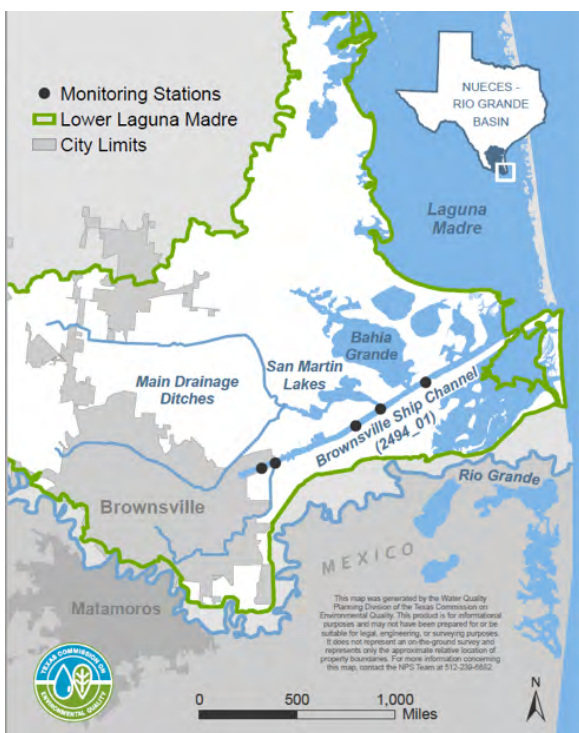 Monitoring Stations
Lower Laguna Madre
City Limits
NUECES -
RIO GRANDE
BASIN
Laguna
Madre
Bahia
Grande
San Martin
Lakes
Main Drainage
Ditches
Brownsville Ship Channel
(2494_01)
Rio Grande
Brownsville
MEXICO
Matamoros
This map was generated by the Water Quality
Planning Division of the Texas Commission on
Environmental Quality. This product is for informational
purposes and may not have been prepared for or be
suitable for legal, engineering, or surveying purposes.
It does not represent an on-the-ground survey and
represents only the approximate relative location of
property boundaries. For more information concerning
this map, contact the NPS Team at 512-239-6682.
TEXAS COMMISSION ON
ENVIRONMENTAL QUALITY
N
0 500 1,000
Miles